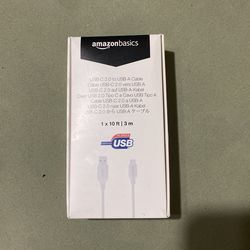 amazonbasics
USB-C 2.0 to USB-A Cable
Câble USB-C 2.0 vers USB-A
USB-C 2.0 auf USB-A-Kabel
Cavo USB 2.0 Tipo C a Cavo USB Tipo A
Cable USB-C 2.0 a USB-A
USB-C 2.0 naar USB-A Kabel
USB-C 2.0 から USB-A ケーブル
1 x 10 ft | 3 m
USB